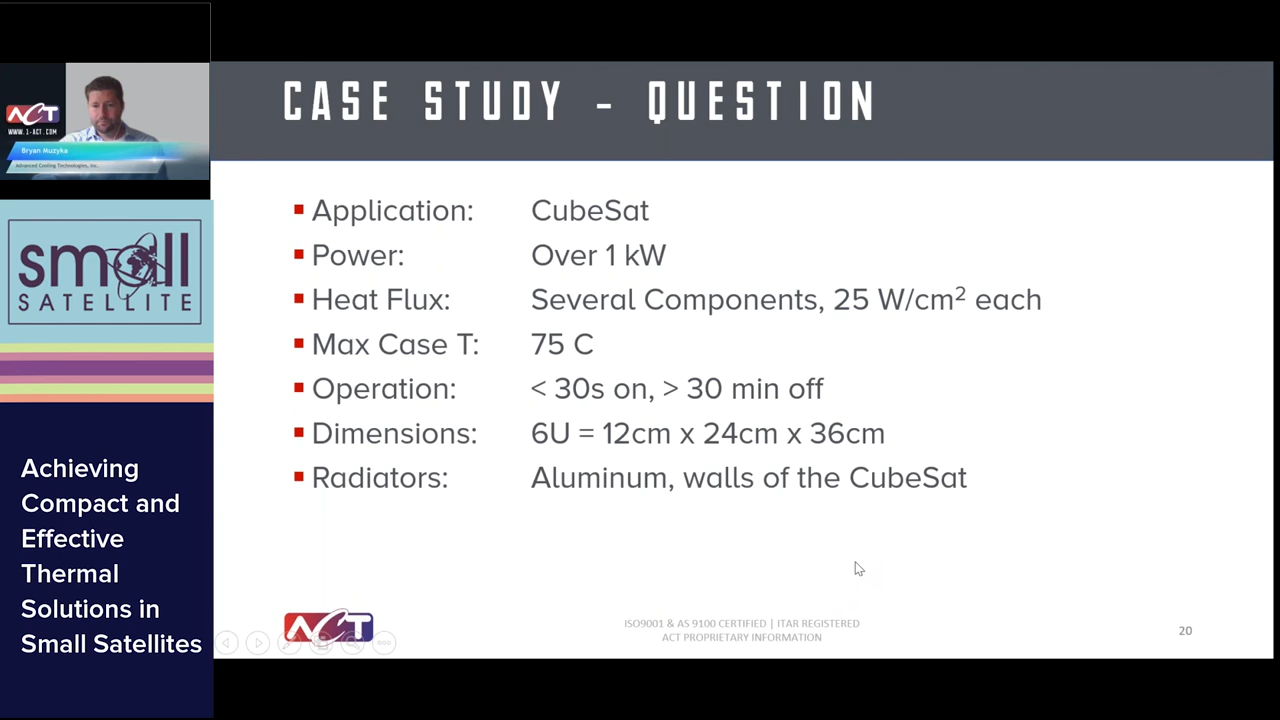 ACT
WWW.1-ACT.COM
Bryan Muzyka
Advanced Cooling Technologies, Inc.
small
SATELLITE
Achieving
Compact and
Effective
Thermal
Solutions in
Small Satellites
CASE STUDY - QUESTION
Application: CubeSat
Power: Over 1 kW
Heat Flux: Several Components, 25 W/cm² each
Max Case T: 75 C
Operation: < 30s on, > 30 min off
Dimensions: 6U = 12cm x 24cm x 36cm
Radiators: Aluminum, walls of the CubeSat
ACT
ISO9001 & AS 9100 CERTIFIED | ITAR REGISTERED
ACT PROPRIETARY INFORMATION
20